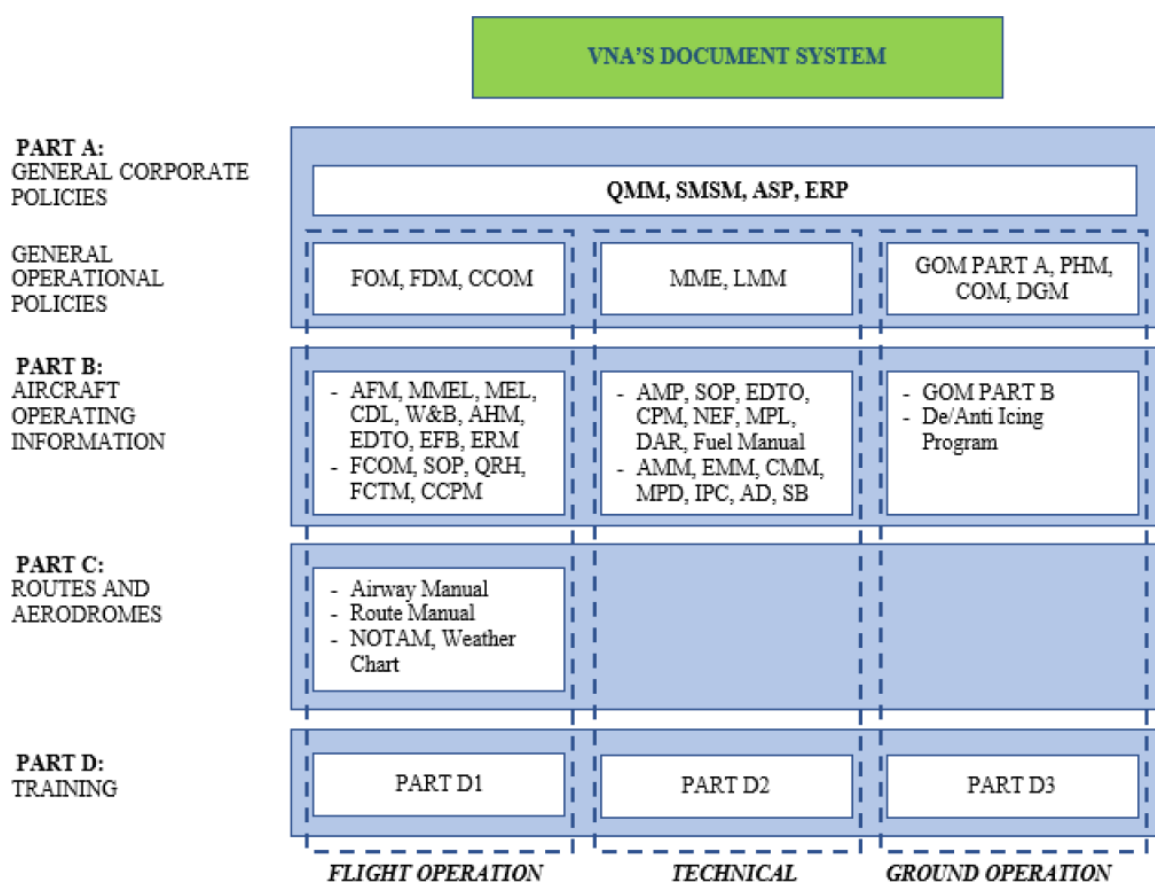 VNA'S DOCUMENT SYSTEM
PART A:
GENERAL CORPORATE
POLICIES
QMM, SMSM, ASP, ERP
GENERAL
OPERATIONAL
POLICIES
FOM, FDM, CCOM
MME, LMM
GOM PART A, PHM,
COM, DGM
PART B:
AIRCRAFT
OPERATING
INFORMATION
- AFM, MMEL, MEL,
CDL, W&B, AHM,
EDTO, EFB, ERM
- FCOM, SOP, QRH,
FCTM, CCPM
- AMP, SOP, EDTO,
CPM, NEF, MPL,
DAR, Fuel Manual
- AMM, EMM, CMM,
MPD, IPC, AD, SB
- GOM PART B
- De/Anti Icing
Program
PART C:
ROUTES AND
AERODROMES
- Airway Manual
- Route Manual
- NOTAM, Weather
Chart
PART D:
TRAINING
PART D1
PART D2
PART D3
FLIGHT OPERATION
TECHNICAL
GROUND OPERATION